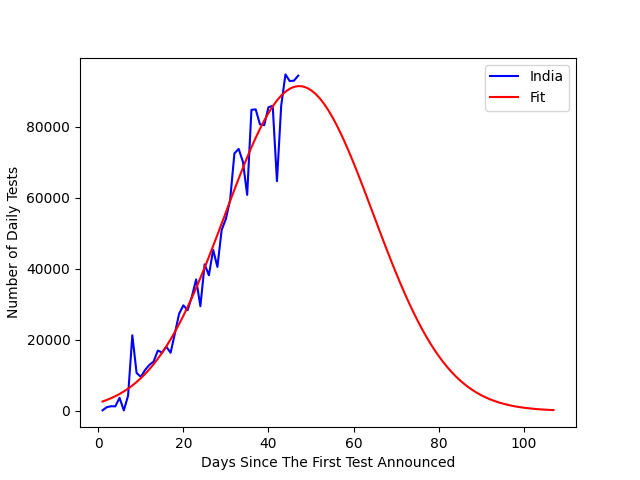 India
Fit
80000
60000
40000
20000
0
Number of Daily Tests
0 20 40 60 80 100
Days Since The First Test Announced